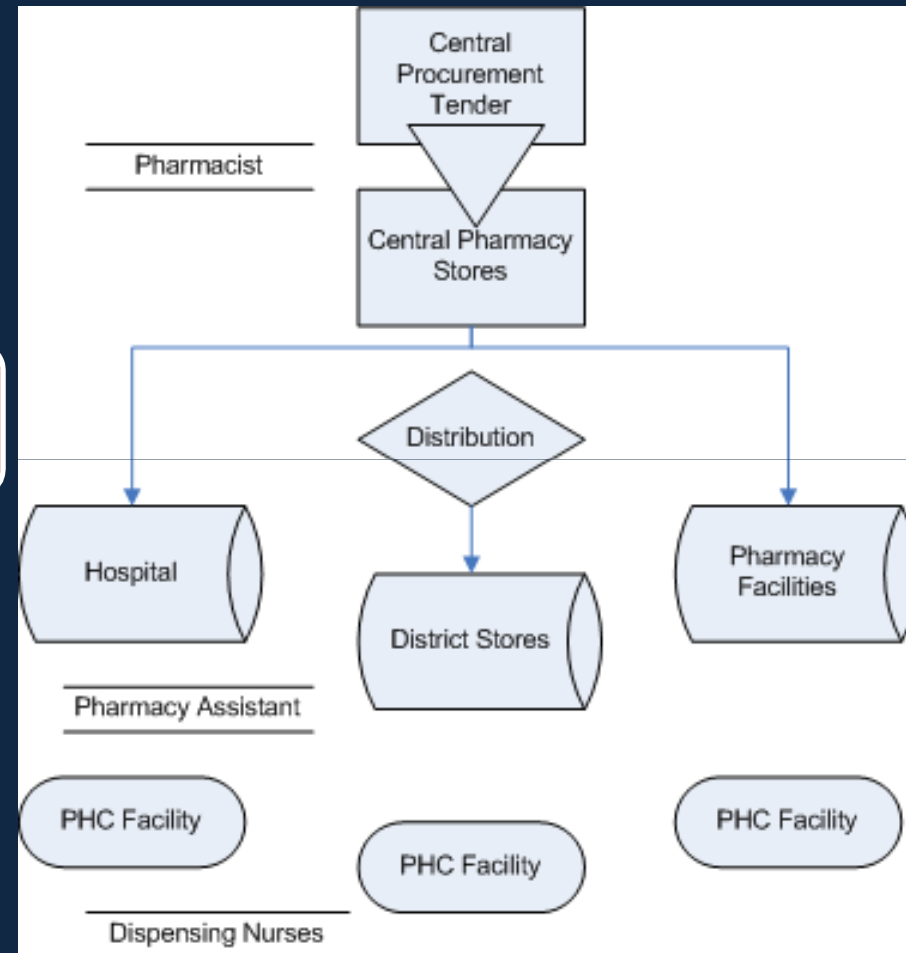 Central
Procurement
Tender
Pharmacist
Central Pharmacy
Stores
Distribution
Hospital
Pharmacy
Facilities
District Stores
Pharmacy Assistant
PHC Facility
PHC Facility
PHC Facility
Dispensing Nurses